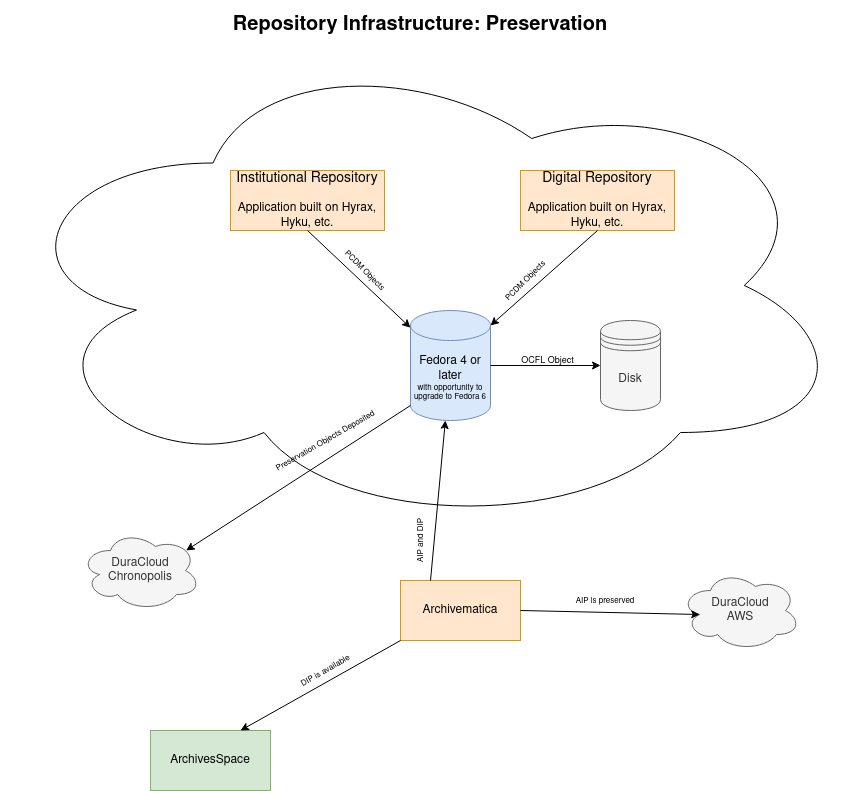 Repository Infrastructure: Preservation
Institutional Repository
Application built on Hyrax,
Hyku, etc.
Digital Repository
Application built on Hyrax,
Hyku, etc.
PCDM Objects
PCDM Objects
Fedora 4 or
later
with opportunity to
upgrade to Fedora 6
OCFL Object
Disk
Preservation Objects Deposited
AIP and DIP
DuraCloud
Chronopolis
Archivematica
AIP is preserved
DuraCloud
AWS
DIP is available
ArchivesSpace